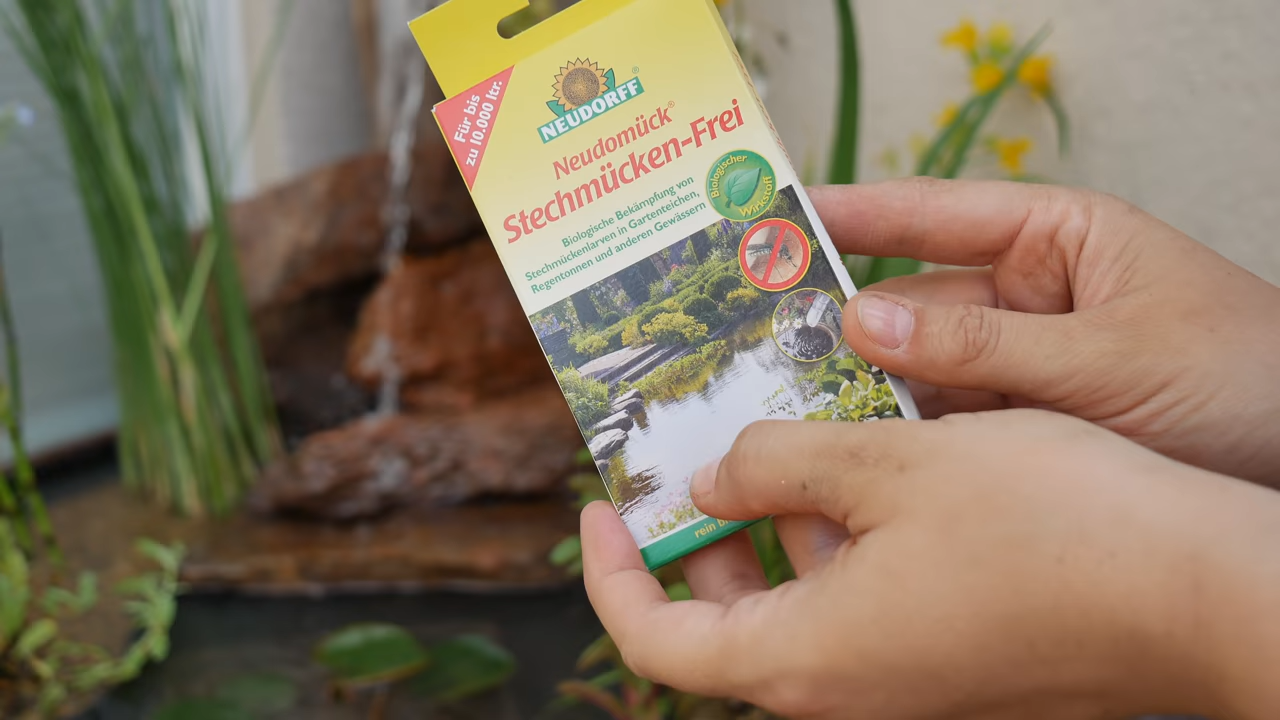 Für bis
zu 10.000 ltr.
NEUDORFF®
Neudomück®
Stechmücken-Frei
Biologischer
Wirkstoff
Biologische Bekämpfung von
Stechmückenlarven in Gartenteichen,
Regentonnen und anderen Gewässern
rein